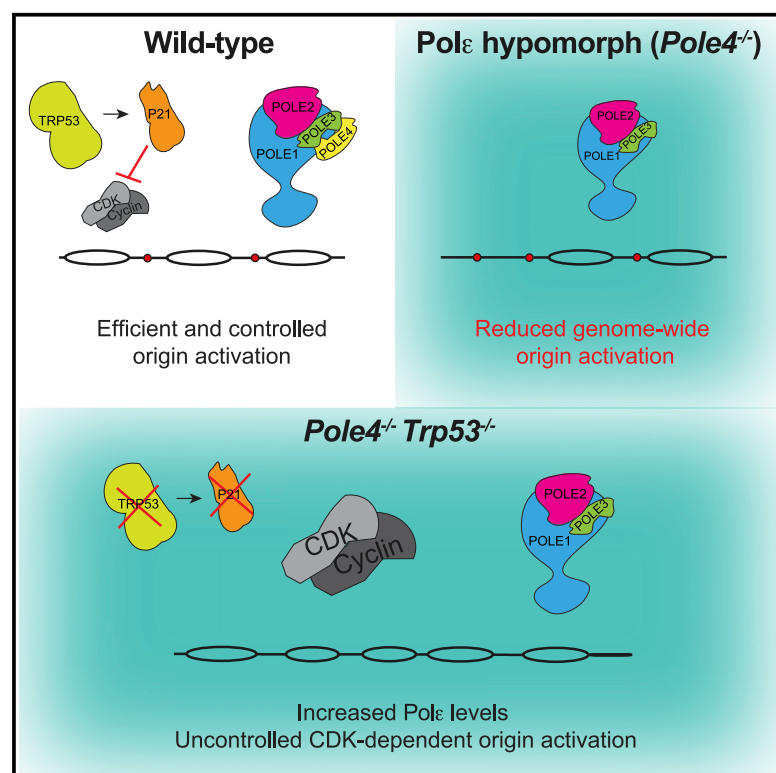 Wild-type
TRP53
P21
CDK
Cyclin
POLE2
POLE3
POLE4
POLE1
Efficient and controlled
origin activation
Polε hypomorph (Pole4-/-)
POLE2
POLE3
POLE1
Reduced genome-wide
origin activation
Pole4-/- Trp53-/-
TRP53
P21
CDK
Cyclin
POLE2
POLE3
POLE1
Increased Polε levels
Uncontrolled CDK-dependent origin activation